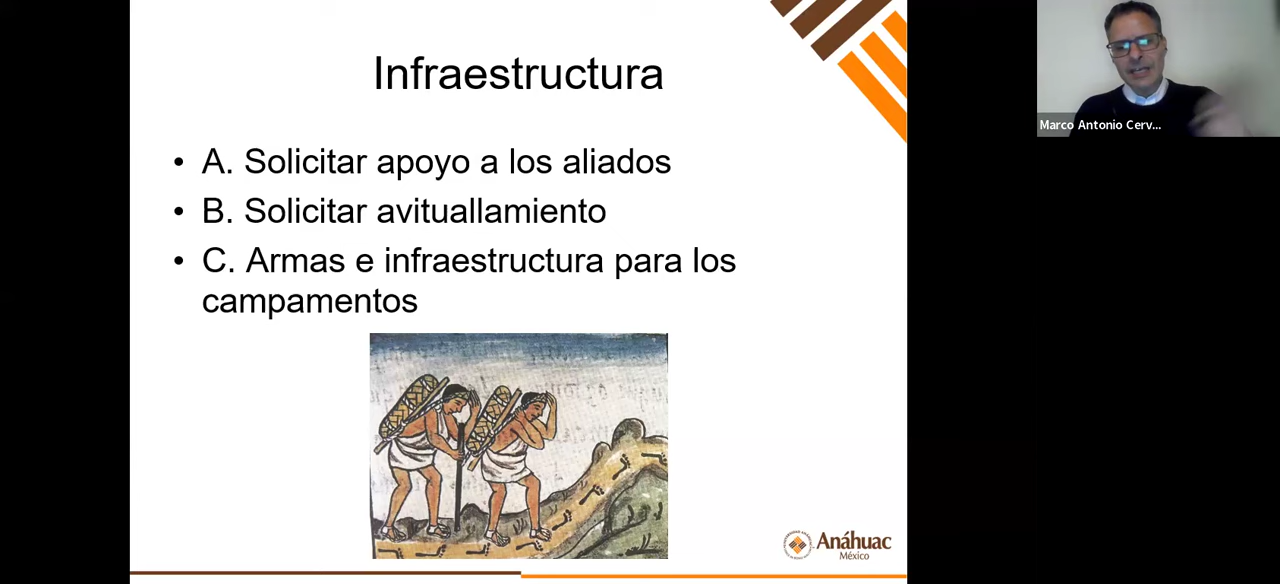 Infraestructura
• A. Solicitar apoyo a los aliados
• B. Solicitar avituallamiento
• C. Armas e infraestructura para los
campamentos
Marco Antonio Cerv...
Anáhuac
México